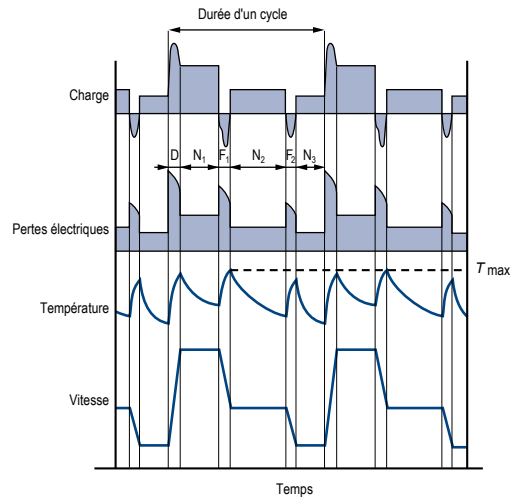 Durée d'un cycle
Charge
D N₁ F₁ N₂ F₂ N₃
Pertes électriques
T max
Température
Vitesse
Temps